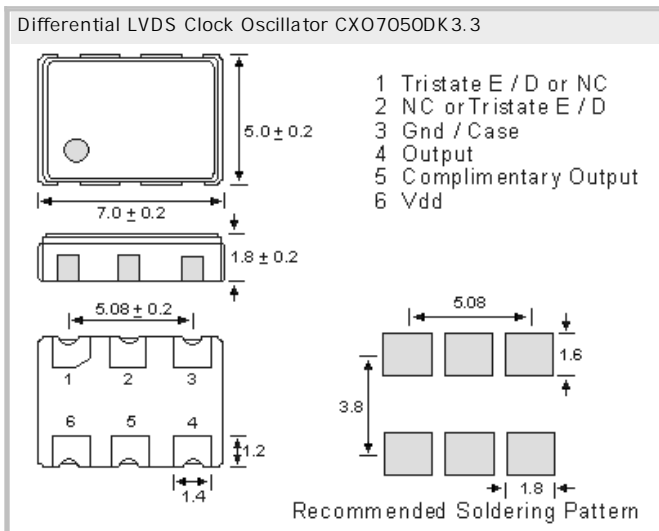 Differential LVDS Clock Oscillator CXO7050DK3.3
1 Tristate E / D or NC
2 NC or Tristate E / D
3 Gnd / Case
4 Output
5 Complimentary Output
6 Vdd
5.0 ± 0.2
7.0 ± 0.2
1.8 ± 0.2
5.08 ± 0.2
1 2 3
6 5 4
1.2
1.4
5.08
1.6
3.8
1.8
Recommended Soldering Pattern